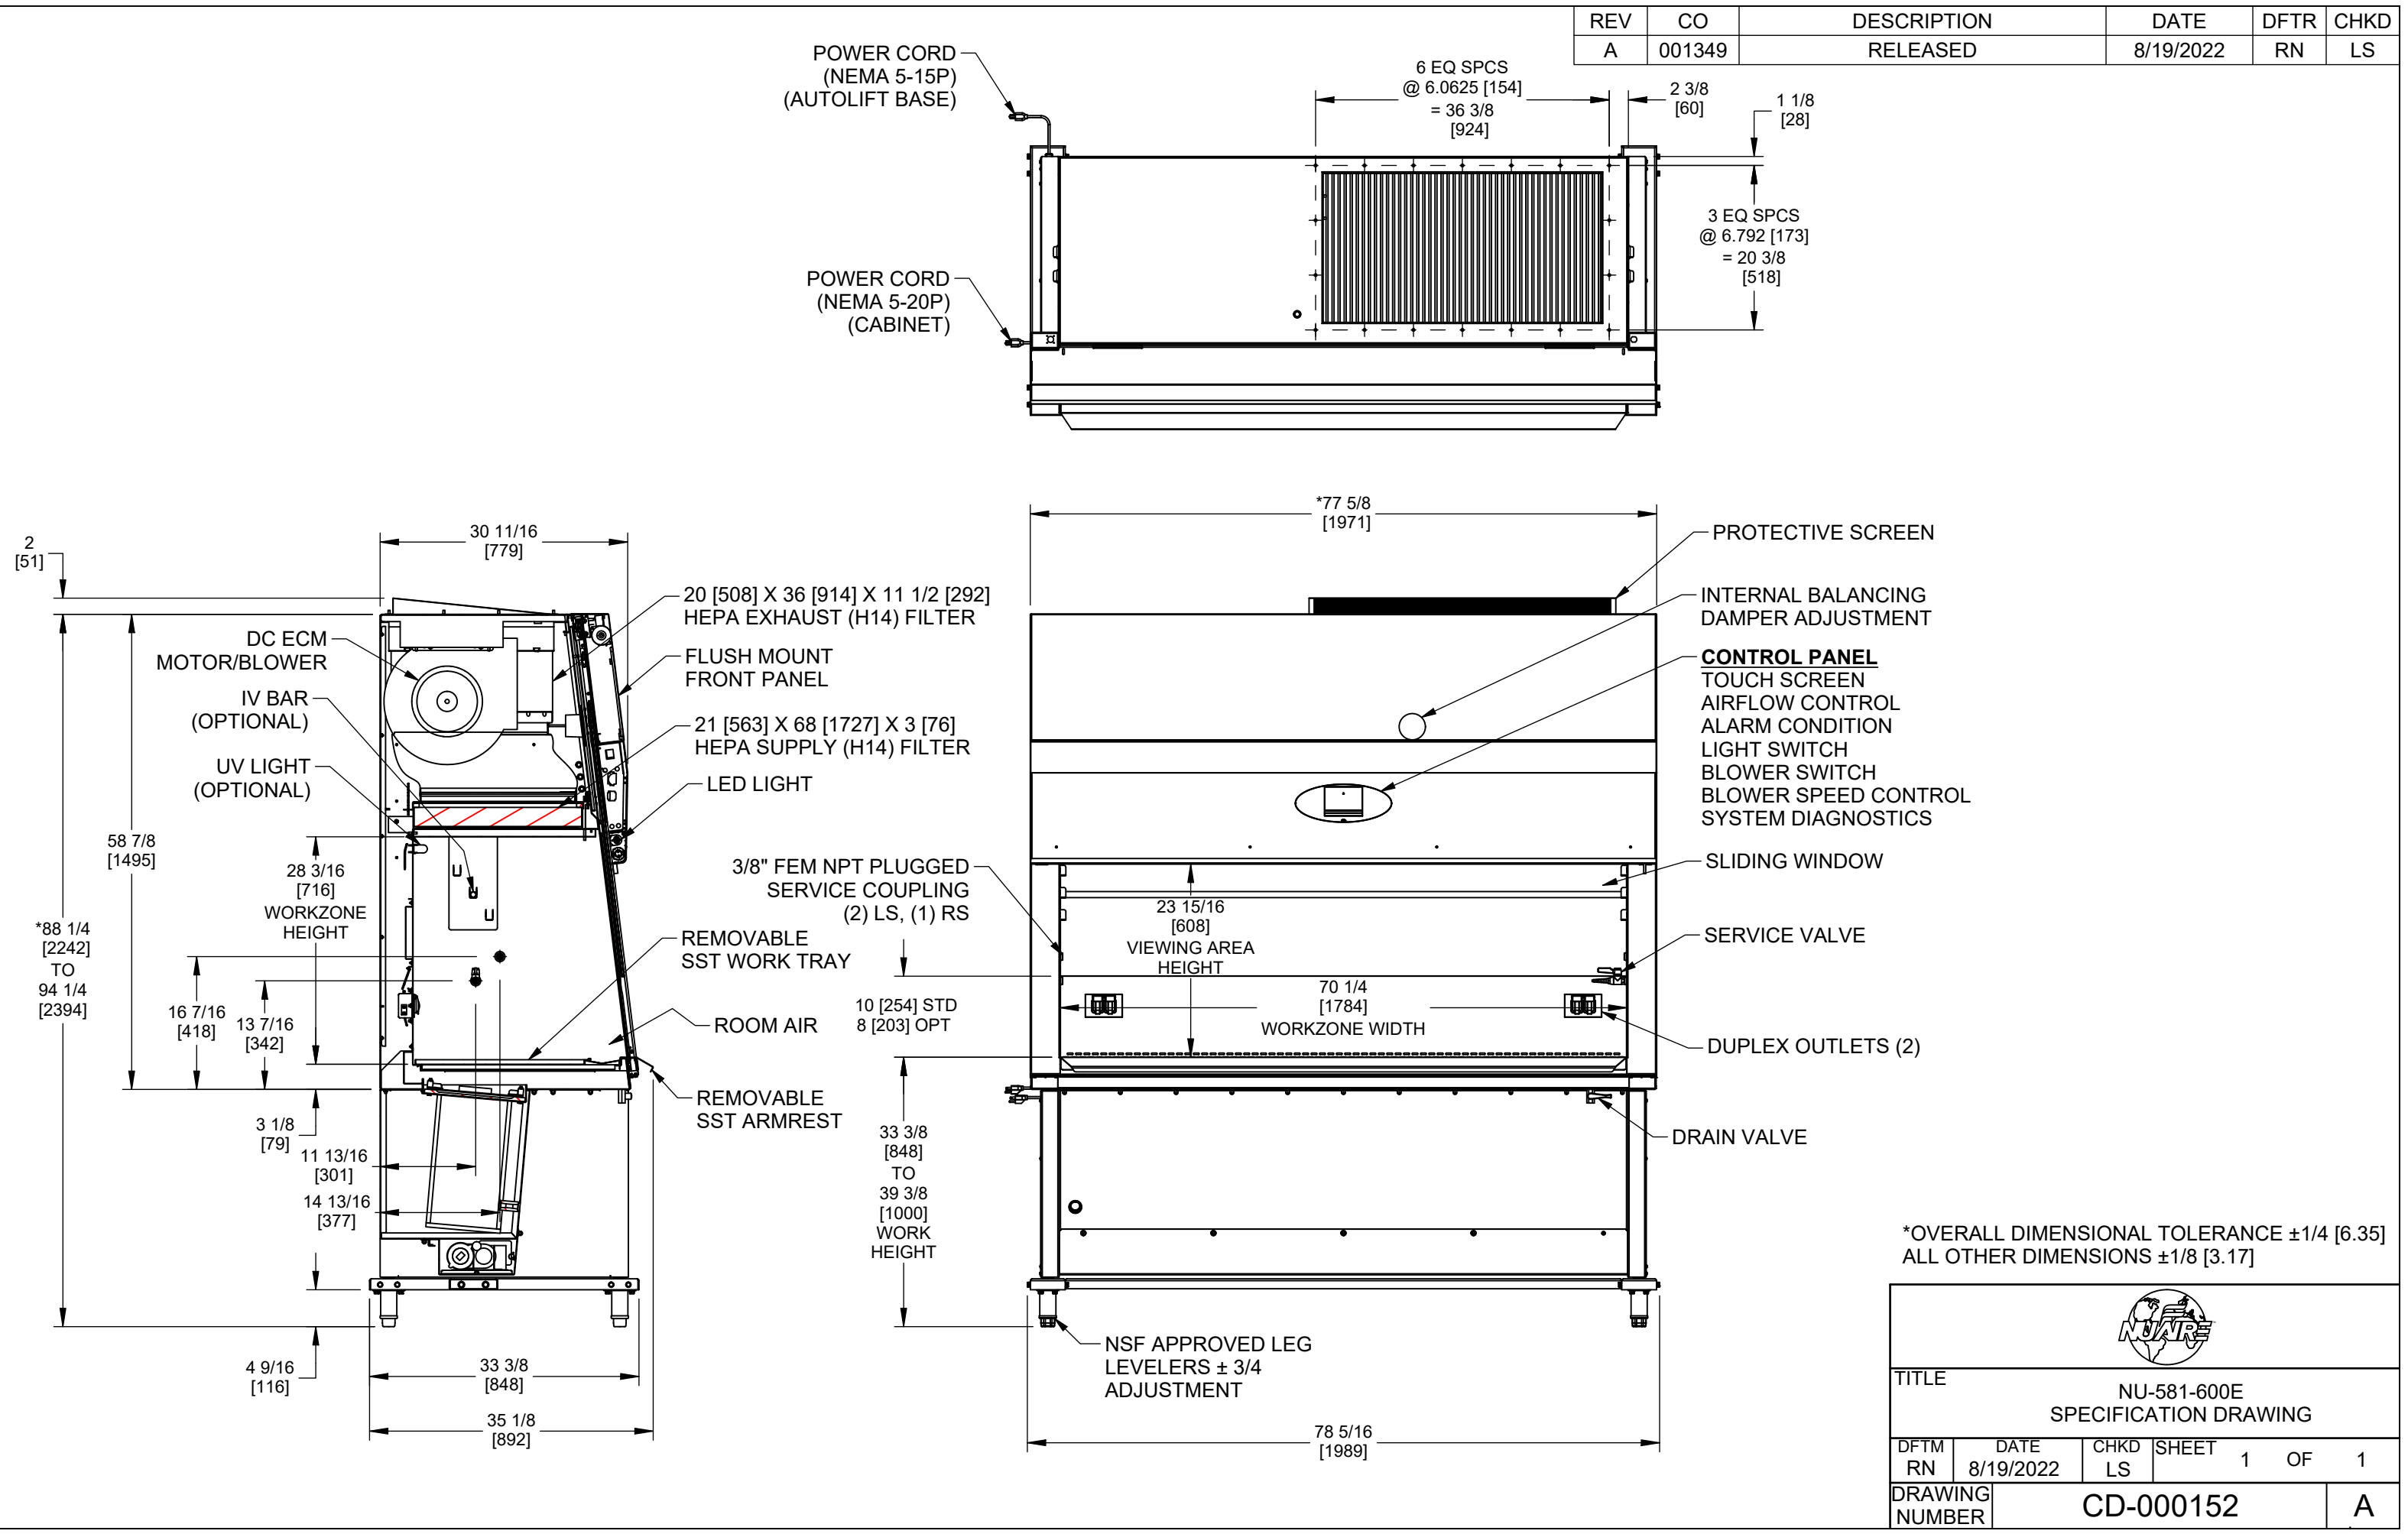 REV CO DESCRIPTION DATE DFTR CHKD
A 001349 RELEASED 8/19/2022 RN LS
POWER CORD
(NEMA 5-15P)
(AUTOLIFT BASE)
6 EQ SPCS
@ 6.0625 [154]
= 36 3/8
[924]
2 3/8
[60]
1 1/8
[28]
3 EQ SPCS
@ 6.792 [173]
= 20 3/8
[518]
POWER CORD
(NEMA 5-20P)
(CABINET)
2
[51]
30 11/16
[779]
20 [508] X 36 [914] X 11 1/2 [292]
HEPA EXHAUST (H14) FILTER
DC ECM
MOTOR/BLOWER
FLUSH MOUNT
FRONT PANEL
IV BAR
(OPTIONAL)
21 [563] X 68 [1727] X 3 [76]
HEPA SUPPLY (H14) FILTER
UV LIGHT
(OPTIONAL)
LED LIGHT
58 7/8
[1495]
28 3/16
[716]
WORKZONE
HEIGHT
*88 1/4
[2242]
TO
94 1/4
[2394]
REMOVABLE
SST WORK TRAY
16 7/16
[418]
13 7/16
[342]
ROOM AIR
REMOVABLE
SST ARMREST
3 1/8
[79]
11 13/16
[301]
14 13/16
[377]
4 9/16
[116]
33 3/8
[848]
35 1/8
[892]
*77 5/8
[1971]
PROTECTIVE SCREEN
INTERNAL BALANCING
DAMPER ADJUSTMENT
CONTROL PANEL
TOUCH SCREEN
AIRFLOW CONTROL
ALARM CONDITION
LIGHT SWITCH
BLOWER SWITCH
BLOWER SPEED CONTROL
SYSTEM DIAGNOSTICS
3/8" FEM NPT PLUGGED
SERVICE COUPLING
(2) LS, (1) RS
SLIDING WINDOW
23 15/16
[608]
VIEWING AREA
HEIGHT
SERVICE VALVE
10 [254] STD
8 [203] OPT
70 1/4
[1784]
WORKZONE WIDTH
DUPLEX OUTLETS (2)
33 3/8
[848]
TO
39 3/8
[1000]
WORK
HEIGHT
DRAIN VALVE
NSF APPROVED LEG
LEVELERS ± 3/4
ADJUSTMENT
78 5/16
[1989]
*OVERALL DIMENSIONAL TOLERANCE ±1/4 [6.35]
ALL OTHER DIMENSIONS ±1/8 [3.17]
NUAIRE
TITLE
NU-581-600E
SPECIFICATION DRAWING
DFTM DATE CHKD SHEET 1 OF 1
RN 8/19/2022 LS
DRAWING
NUMBER
CD-000152 A